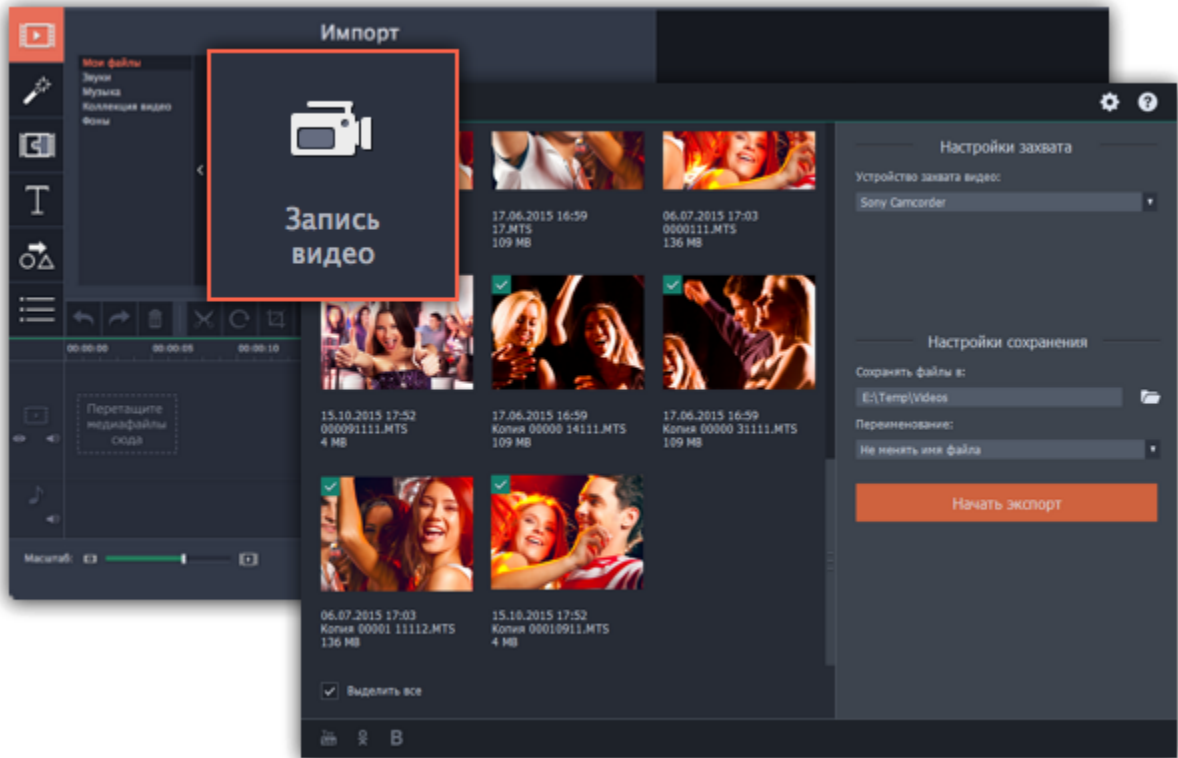 Импорт
Мои файлы
Звуки
Музыка
Коллекция видео
Фоны
Запись
видео
00:00:00
00:00:05
00:00:10
Перетащите
медиафайлы
сюда
Масштаб:
17.06.2015 16:59
17.MTS
109 MB
06.07.2015 17:03
0000111.MTS
136 MB
15.10.2015 17:52
000091111.MTS
4 MB
17.06.2015 16:59
Копия 00000 14111.MTS
109 MB
17.06.2015 16:59
Копия 00000 31111.MTS
109 MB
06.07.2015 17:03
Копия 00001 11112.MTS
136 MB
15.10.2015 17:52
Копия 00010911.MTS
4 MB
Выделить все
Настройки захвата
Устройство захвата видео:
Sony Camcorder
Настройки сохранения
Сохранять файлы в:
E:\Temp\Videos
Переименование:
Не менять имя файла
Начать экспорт